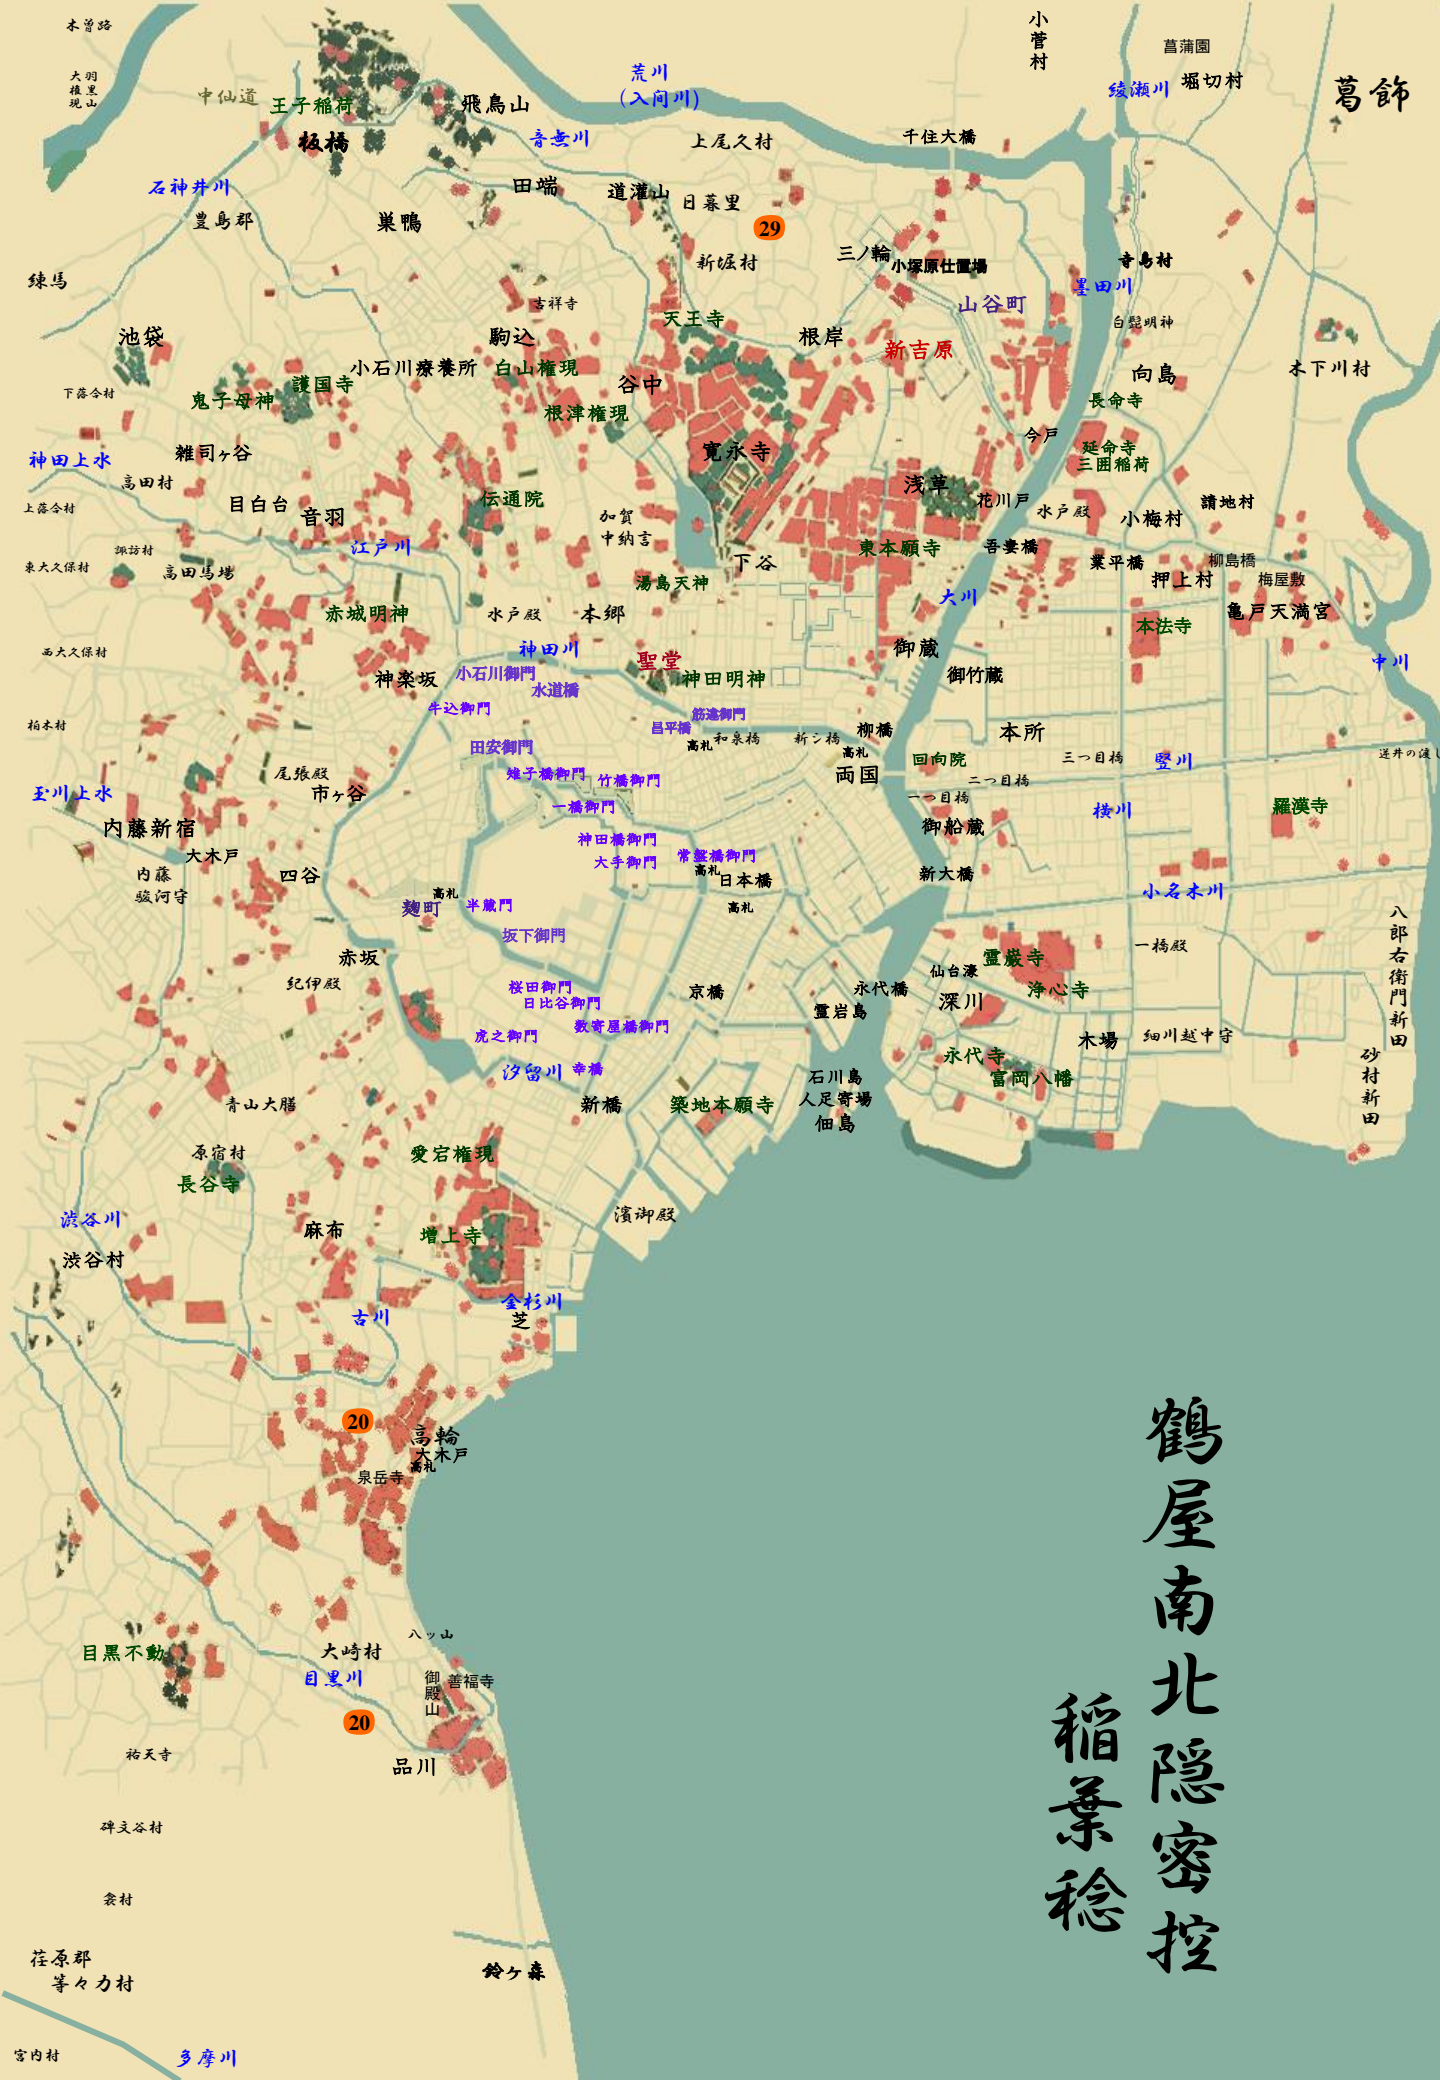 木曽路
小菅村
菖蒲園
荒川
(入间川)
羽黒山
大権現
綾瀬川
堀切村
葛飾
中仙道
王子稲荷
飛鳥山
板橋
音無川
上尾久村
千住大橋
石神井川
田端
道灌山
日暮里
豊島郡
巣鴨
29
三ノ輪
新堀村
小塚原仕置場
寺島村
練馬
墨田川
吉祥寺
山谷町
天王寺
白髭明神
池袋
駒込
根岸
新吉原
小石川療養所
白山権現
木下川村
護国寺
谷中
向島
下落合村
鬼子母神
長命寺
根津権現
今戸
雑司ヶ谷
寛永寺
延命寺
三囲稲荷
神田上水
高田村
浅草
目白台
伝通院
花川戸
請地村
上落合村
音羽
加賀
中納言
水戸殿
小梅村
江戸川
東本願寺
吾妻橋
諏訪村
下谷
業平橋
柳島橋
東大久保村
高田馬場
湯島天神
押上村
梅屋敷
大川
赤城明神
水戸殿
本郷
亀戸天満宮
本法寺
西大久保村
神田川
御蔵
聖堂
中川
神楽坂
小石川御門
神田明神
御竹蔵
水道橋
牛込御門
筋違御門
柏木村
昌平橋
和泉橋
新シ橋
柳橋
本所
田安御門
高札
高札
逆井の渡し
尾張殿
雉子橋御門
竹橋御門
両国
回向院
三つ目橋
竪川
玉川上水
市ヶ谷
二つ目橋
一橋御門
一つ目橋
横川
羅漢寺
内藤新宿
神田橋御門
御船蔵
大木戸
大手御門
常盤橋御門
内藤
駿河守
四谷
高札
日本橋
新大橋
小名木川
高札
麹町
半蔵門
高札
八郎右衛門新田
坂下御門
一橋殿
赤坂
霊巌寺
仙台濠
紀伊殿
桜田御門
京橋
永代橋
浄心寺
日比谷御門
霊岩島
深川
虎之御門
数寄屋橋御門
木場
細川越中守
永代寺
砂村新田
汐留川
幸橋
石川島
人足寄場
佃島
富岡八幡
青山大膳
新橋
築地本願寺
原宿村
愛宕権現
長谷寺
渋谷川
麻布
増上寺
濱御殿
渋谷村
金杉川
古川
芝
20
高輪
大木戸
高札
泉岳寺
鶴屋南北隠密控
稲葉稔
八ッ山
目黒不動
大崎村
目黒川
御殿山
善福寺
20
祐天寺
品川
碑文谷村
衾村
荏原郡
等々力村
鈴ヶ森
宮内村
多摩川